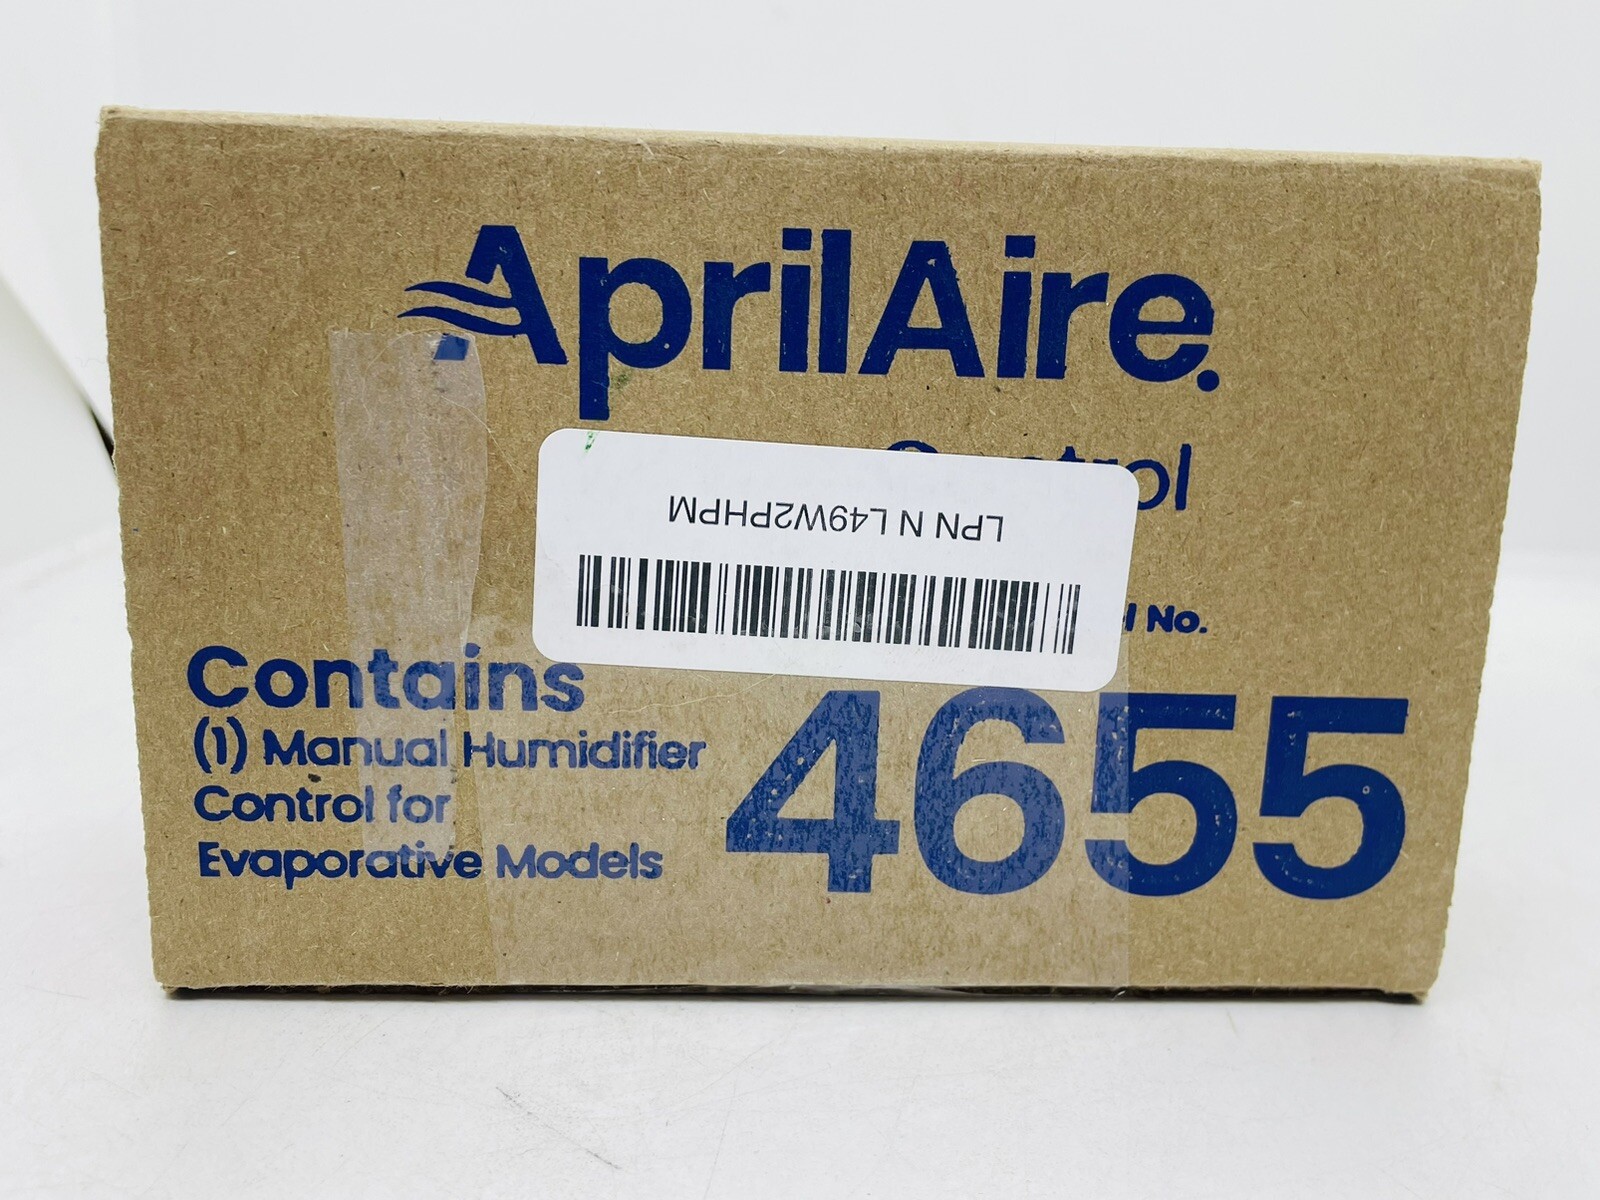 AprilAire.
LPN N L49W2PHPM
No.
Contains
(1) Manual Humidifier
Control for
Evaporative Models
4655